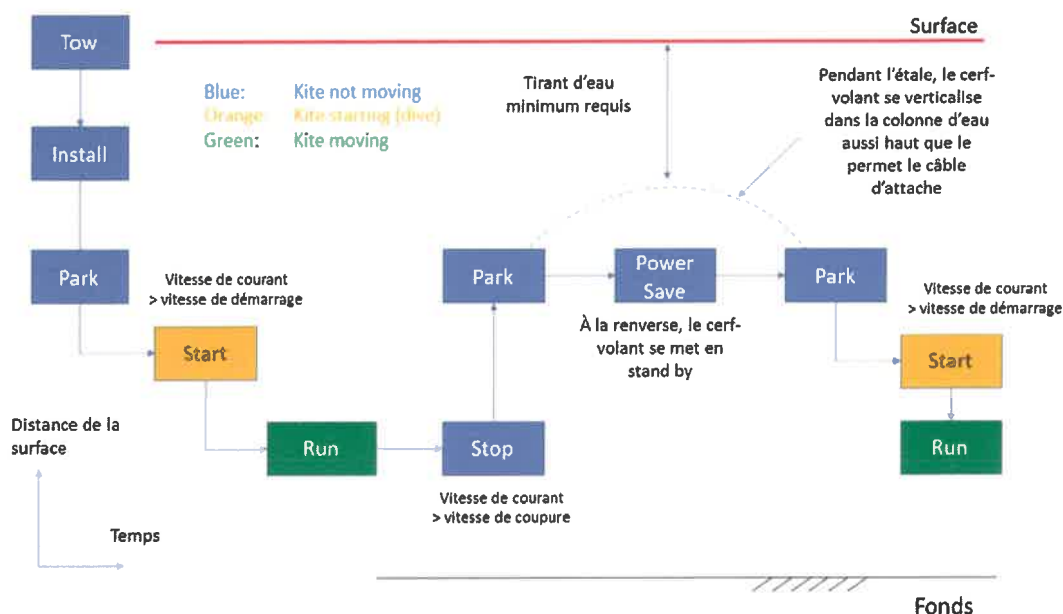 Surface
Tow
Blue: Kite not moving
Orange: Kite starting (dive)
Green: Kite moving
Tirant d'eau
minimum requis
Pendant l'étale, le cerf-
volant se verticalise
dans la colonne d'eau
aussi haut que le
permet le câble
d'attache
Install
Park
Vitesse de courant
> vitesse de démarrage
Start
Run
Stop
Vitesse de courant
> vitesse de coupure
Park
Power
Save
À la renverse, le cerf-
volant se met en
stand by
Park
Vitesse de courant
> vitesse de démarrage
Start
Run
Distance de la
surface
Temps
Fonds